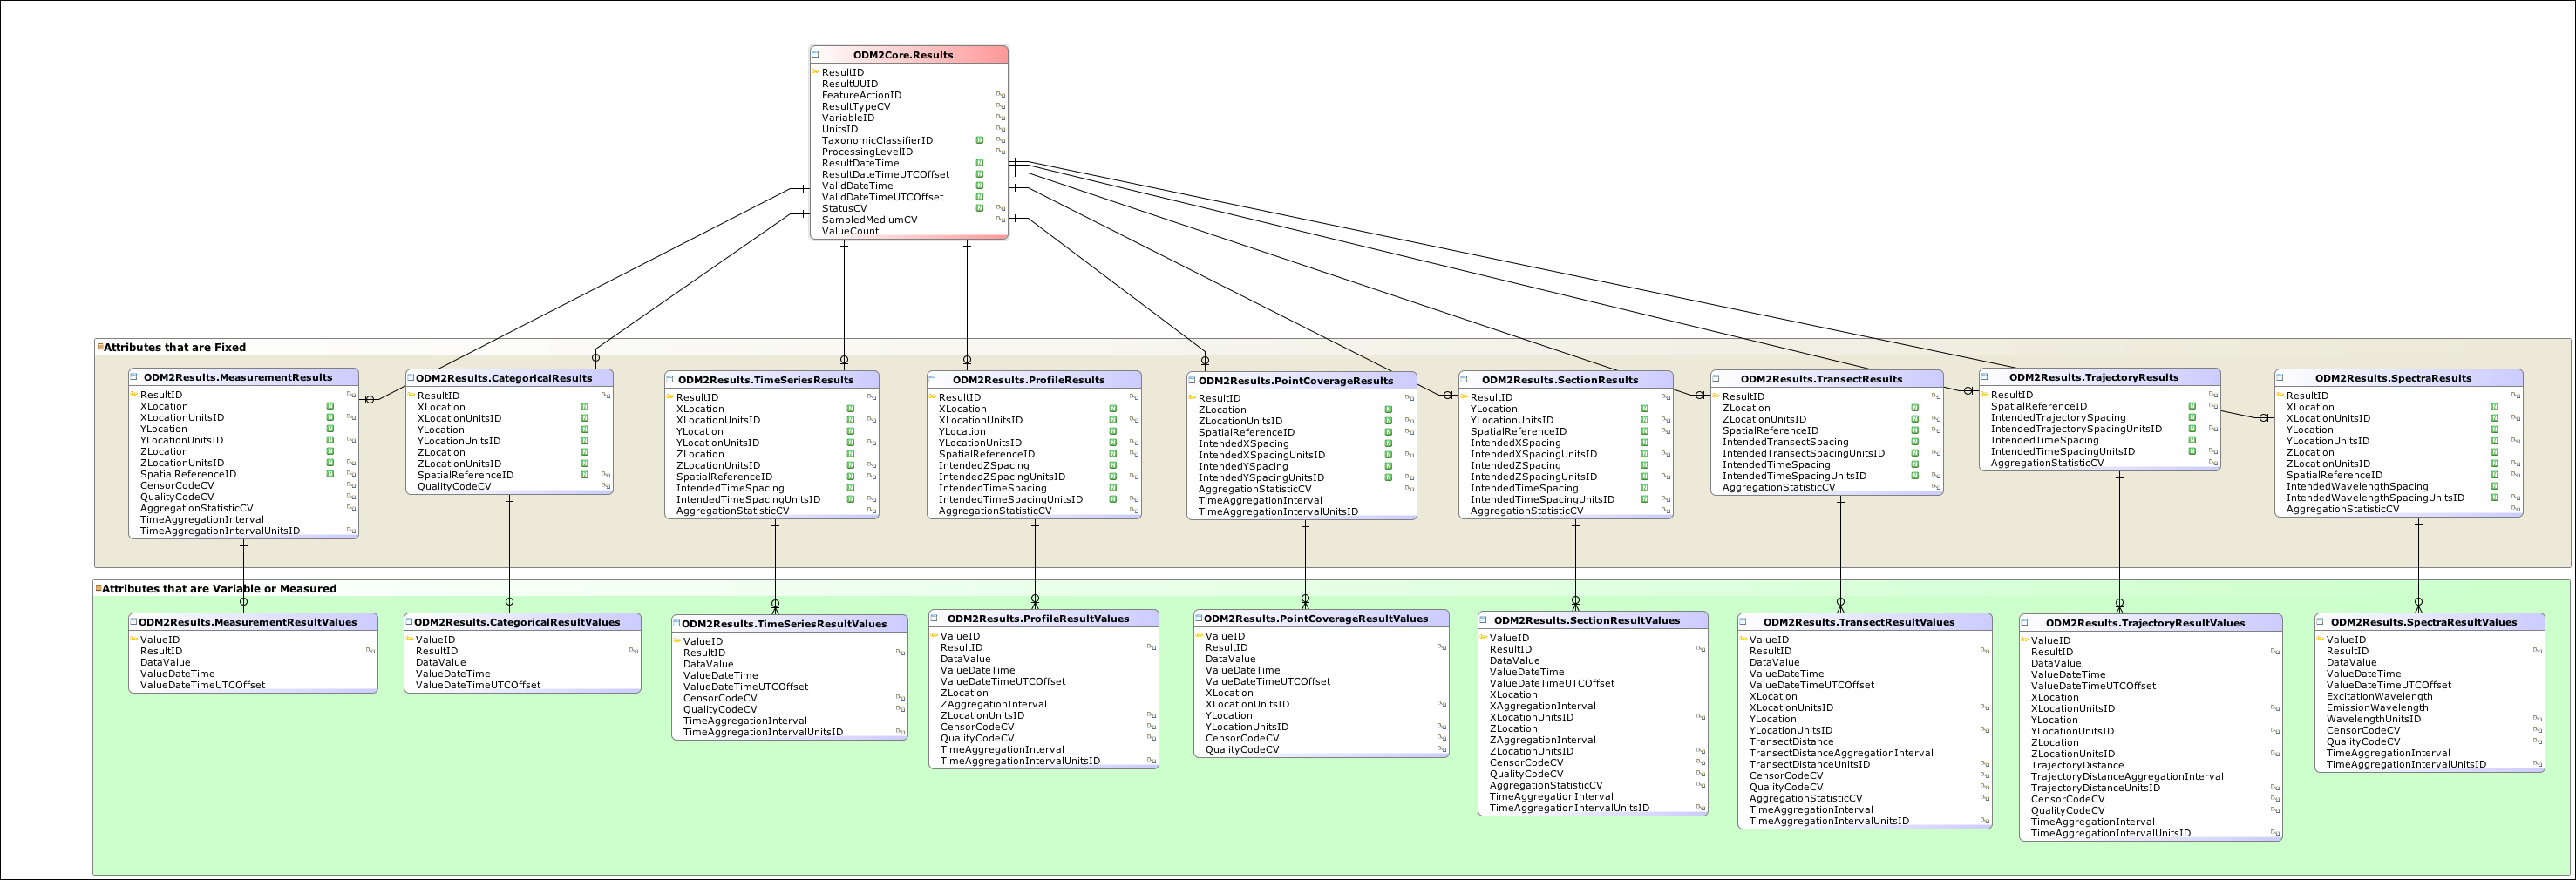 ODM2Core.Results
ResultID
ResultUUID
FeatureActionID
ResultTypeCV
VariableID
UnitsID
TaxonomicClassifierID
ProcessingLevelID
ResultDateTime
ResultDateTimeUTCOffset
ValidDateTime
ValidDateTimeUTCOffset
StatusCV
SampledMediumCV
ValueCount
Attributes that are Fixed
ODM2Results.MeasurementResults
ResultID
XLocation
XLocationUnitsID
YLocation
YLocationUnitsID
ZLocation
ZLocationUnitsID
SpatialReferenceID
CensorCodeCV
QualityCodeCV
AggregationStatisticCV
TimeAggregationInterval
TimeAggregationIntervalUnitsID
ODM2Results.CategoricalResults
ResultID
XLocation
XLocationUnitsID
YLocation
YLocationUnitsID
ZLocation
ZLocationUnitsID
SpatialReferenceID
QualityCodeCV
ODM2Results.TimeSeriesResults
ResultID
XLocation
XLocationUnitsID
YLocation
YLocationUnitsID
ZLocation
ZLocationUnitsID
SpatialReferenceID
IntendedTimeSpacing
IntendedTimeSpacingUnitsID
AggregationStatisticCV
ODM2Results.ProfileResults
ResultID
XLocation
XLocationUnitsID
YLocation
YLocationUnitsID
SpatialReferenceID
IntendedZSpacing
IntendedZSpacingUnitsID
IntendedTimeSpacing
IntendedTimeSpacingUnitsID
AggregationStatisticCV
ODM2Results.PointCoverageResults
ResultID
ZLocation
ZLocationUnitsID
SpatialReferenceID
IntendedXSpacing
IntendedXSpacingUnitsID
IntendedYSpacing
IntendedYSpacingUnitsID
AggregationStatisticCV
TimeAggregationInterval
TimeAggregationIntervalUnitsID
ODM2Results.SectionResults
ResultID
YLocation
YLocationUnitsID
SpatialReferenceID
IntendedXSpacing
IntendedXSpacingUnitsID
IntendedZSpacing
IntendedZSpacingUnitsID
IntendedTimeSpacing
IntendedTimeSpacingUnitsID
AggregationStatisticCV
ODM2Results.TransectResults
ResultID
ZLocation
ZLocationUnitsID
SpatialReferenceID
IntendedTransectSpacing
IntendedTransectSpacingUnitsID
IntendedTimeSpacing
IntendedTimeSpacingUnitsID
AggregationStatisticCV
ODM2Results.TrajectoryResults
ResultID
SpatialReferenceID
IntendedTrajectorySpacing
IntendedTrajectorySpacingUnitsID
IntendedTimeSpacing
IntendedTimeSpacingUnitsID
AggregationStatisticCV
ODM2Results.SpectraResults
ResultID
XLocation
XLocationUnitsID
YLocation
YLocationUnitsID
ZLocation
ZLocationUnitsID
SpatialReferenceID
IntendedWavelengthSpacing
IntendedWavelengthSpacingUnitsID
AggregationStatisticCV
Attributes that are Variable or Measured
ODM2Results.MeasurementResultValues
ValueID
ResultID
DataValue
ValueDateTime
ValueDateTimeUTCOffset
ODM2Results.CategoricalResultValues
ValueID
ResultID
DataValue
ValueDateTime
ValueDateTimeUTCOffset
ODM2Results.TimeSeriesResultValues
ValueID
ResultID
DataValue
ValueDateTime
ValueDateTimeUTCOffset
CensorCodeCV
QualityCodeCV
TimeAggregationInterval
TimeAggregationIntervalUnitsID
ODM2Results.ProfileResultValues
ValueID
ResultID
DataValue
ValueDateTime
ValueDateTimeUTCOffset
ZLocation
ZAggregationInterval
ZLocationUnitsID
CensorCodeCV
QualityCodeCV
TimeAggregationInterval
TimeAggregationIntervalUnitsID
ODM2Results.PointCoverageResultValues
ValueID
ResultID
DataValue
ValueDateTime
ValueDateTimeUTCOffset
XLocation
XLocationUnitsID
YLocation
YLocationUnitsID
CensorCodeCV
QualityCodeCV
ODM2Results.SectionResultValues
ValueID
ResultID
DataValue
ValueDateTime
ValueDateTimeUTCOffset
XLocation
XAggregationInterval
XLocationUnitsID
ZLocation
ZAggregationInterval
ZLocationUnitsID
CensorCodeCV
QualityCodeCV
AggregationStatisticCV
TimeAggregationInterval
TimeAggregationIntervalUnitsID
ODM2Results.TransectResultValues
ValueID
ResultID
DataValue
ValueDateTime
ValueDateTimeUTCOffset
XLocation
XLocationUnitsID
YLocation
YLocationUnitsID
TransectDistance
TransectDistanceAggregationInterval
TransectDistanceUnitsID
CensorCodeCV
QualityCodeCV
AggregationStatisticCV
TimeAggregationInterval
TimeAggregationIntervalUnitsID
ODM2Results.TrajectoryResultValues
ValueID
ResultID
DataValue
ValueDateTime
ValueDateTimeUTCOffset
XLocation
XLocationUnitsID
YLocation
YLocationUnitsID
ZLocation
ZLocationUnitsID
TrajectoryDistance
TrajectoryDistanceAggregationInterval
TrajectoryDistanceUnitsID
CensorCodeCV
QualityCodeCV
TimeAggregationInterval
TimeAggregationIntervalUnitsID
ODM2Results.SpectraResultValues
ValueID
ResultID
DataValue
ValueDateTime
ValueDateTimeUTCOffset
ExcitationWavelength
EmissionWavelength
WavelengthUnitsID
CensorCodeCV
QualityCodeCV
TimeAggregationInterval
TimeAggregationIntervalUnitsID